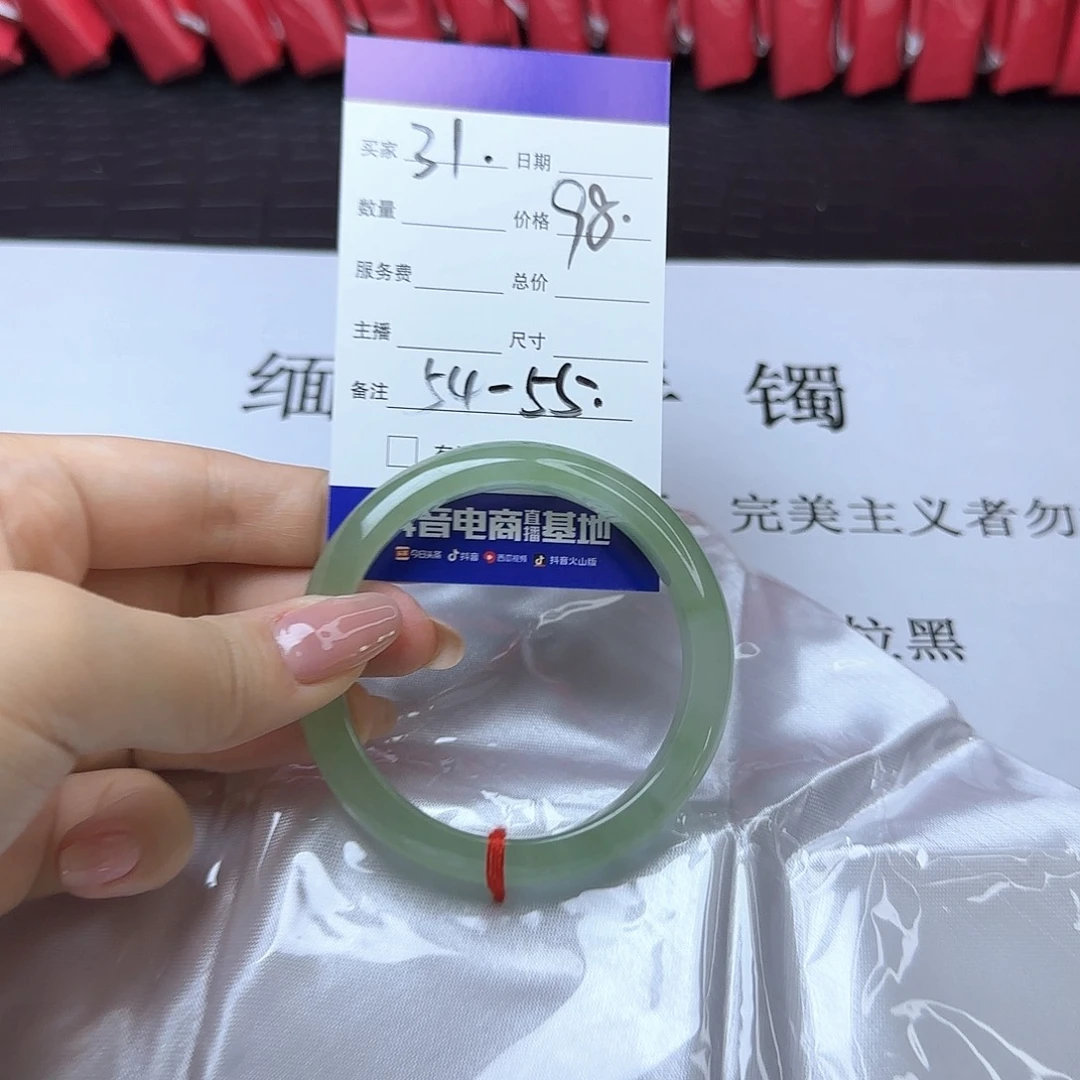 买家 31. 日期
数量 价格 98.
服务费 总价
主播 尺寸
备注 54-55.
缅 镯
音电商直播基地
今日头条 抖音 西瓜视频 抖音火山版
完美主义者勿
拉黑